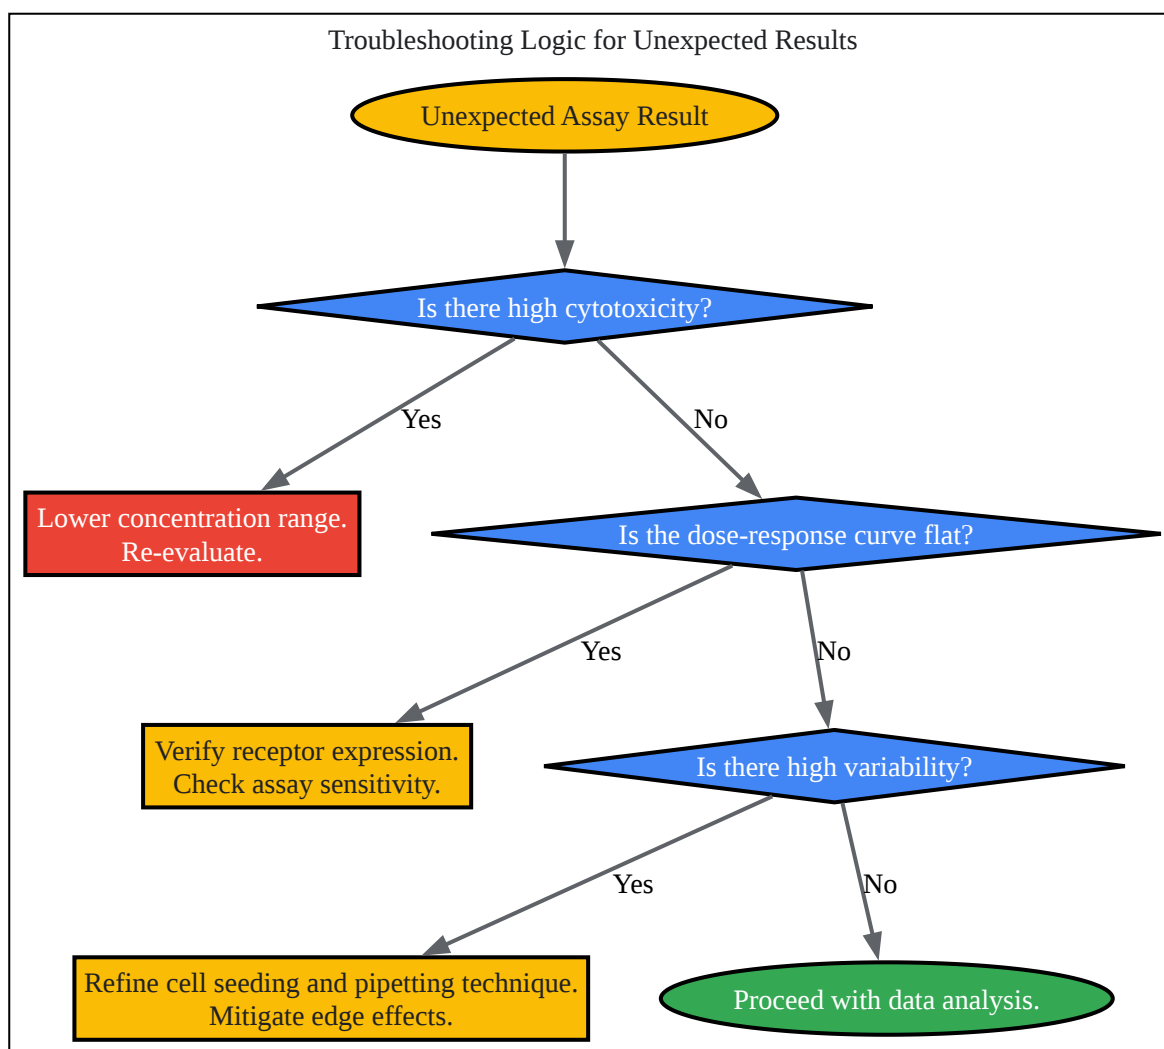 Troubleshooting Logic for Unexpected Results
Unexpected Assay Result
Is there high cytotoxicity?
Yes
No
Lower concentration range.
Re-evaluate.
Is the dose-response curve flat?
Yes
No
Verify receptor expression.
Check assay sensitivity.
Is there high variability?
Yes
No
Refine cell seeding and pipetting technique.
Mitigate edge effects.
Proceed with data analysis.